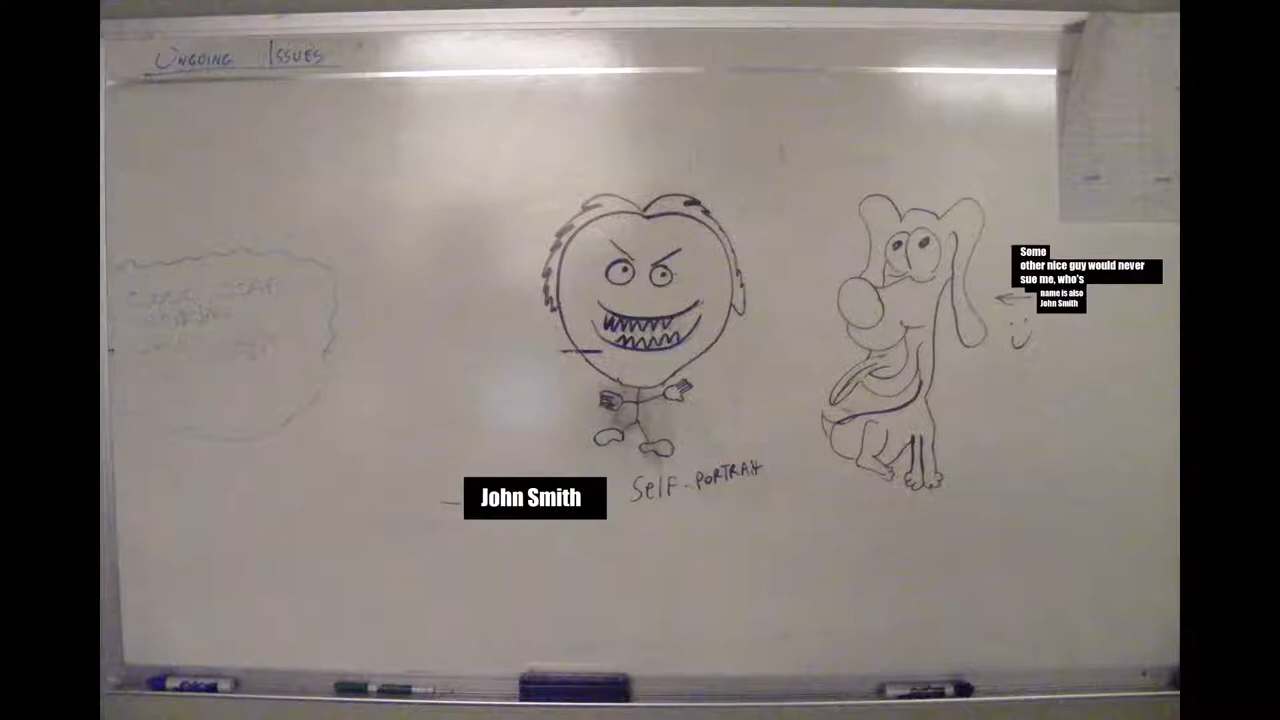 Ongoing Issues
Some
other nice guy would never
sue me, who's
name is also
John Smith
John Smith
Self-Portrait